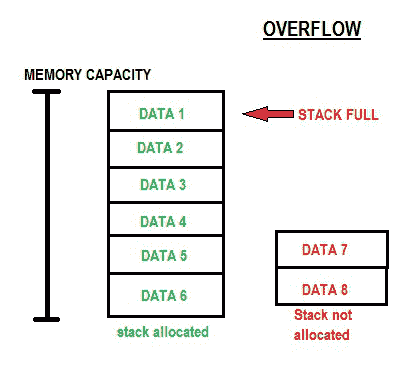 OVERFLOW
MEMORY CAPACITY
DATA 1
STACK FULL
DATA 2
DATA 3
DATA 4
DATA 5
DATA 6
stack allocated
DATA 7
DATA 8
Stack not
allocated